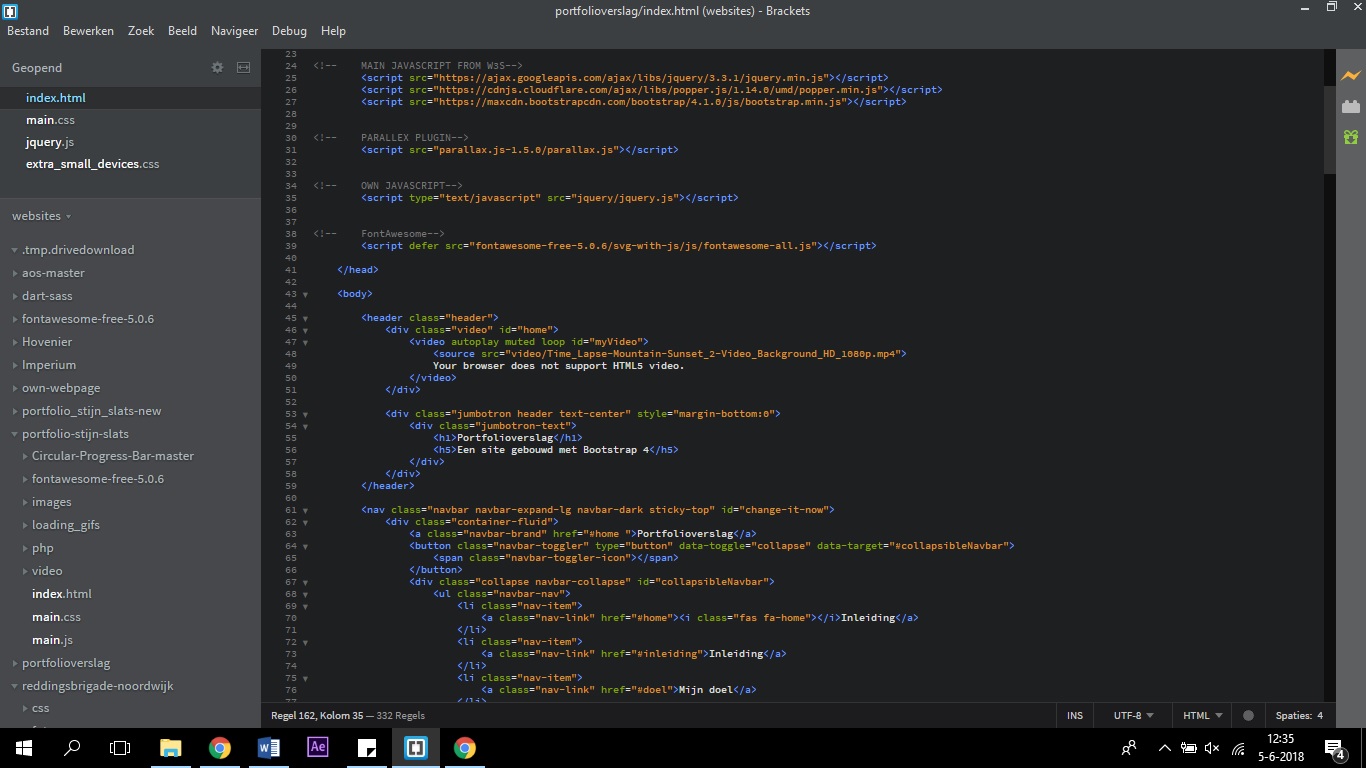 portfolioverslag/index.html (websites) - Brackets
Bestand Bewerken Zoek Beeld Navigeer Debug Help
Geopend
index.html
main.css
jquery.js
extra_small_devices.css
websites
.tmp.drivedownload
aos-master
dart-sass
fontawesome-free-5.0.6
Hovenier
Imperium
own-webpage
portfolio_stijn_slats-new
portfolio-stijn-slats
Circular-Progress-Bar-master
fontawesome-free-5.0.6
images
loading_gifs
php
video
index.html
main.css
main.js
portfolioverslag
reddingsbrigade-noordwijk
css
23
24 <!-- MAIN JAVASCRIPT FROM W3S-->
25 <script src="https://ajax.googleapis.com/ajax/libs/jquery/3.3.1/jquery.min.js"></script>
26 <script src="https://cdnjs.cloudflare.com/ajax/libs/popper.js/1.14.0/umd/popper.min.js"></script>
27 <script src="https://maxcdn.bootstrapcdn.com/bootstrap/4.1.0/js/bootstrap.min.js"></script>
28
29
30 <!-- PARALLEX PLUGIN-->
31 <script src="parallax.js-1.5.0/parallax.js"></script>
32
33
34 <!-- OWN JAVASCRIPT-->
35 <script type="text/javascript" src="jquery/jquery.js"></script>
36
37
38 <!-- FontAwesome-->
39 <script defer src="fontawesome-free-5.0.6/svg-with-js/js/fontawesome-all.js"></script>
40
41 </head>
42
43 <body>
44
45 <header class="header">
46 <div class="video" id="home">
47 <video autoplay muted loop id="myVideo">
48 <source src="video/Time_Lapse-Mountain-Sunset_2-Video_Background_HD_1080p.mp4">
49 Your browser does not support HTML5 video.
50 </video>
51 </div>
52
53 <div class="jumbotron header text-center" style="margin-bottom:0">
54 <div class="jumbotron-text">
55 <h1>Portfolioverslag</h1>
56 <h5>Een site gebouwd met Bootstrap 4</h5>
57 </div>
58 </div>
59 </header>
60
61 <nav class="navbar navbar-expand-lg navbar-dark sticky-top" id="change-it-now">
62 <div class="container-fluid">
63 <a class="navbar-brand" href="#home ">Portfolioverslag</a>
64 <button class="navbar-toggler" type="button" data-toggle="collapse" data-target="#collapsibleNavbar">
65 <span class="navbar-toggler-icon"></span>
66 </button>
67 <div class="collapse navbar-collapse" id="collapsibleNavbar">
68 <ul class="navbar-nav">
69 <li class="nav-item">
70 <a class="nav-link" href="#home"><i class="fas fa-home"></i>Inleiding</a>
71 </li>
72 <li class="nav-item">
73 <a class="nav-link" href="#inleiding">Inleiding</a>
74 </li>
75 <li class="nav-item">
76 <a class="nav-link" href="#doel">Mijn doel</a>
77 </li>
Regel 162, Kolom 35 — 332 Regels INS UTF-8 HTML Spaties: 4
Ae
12:35
5-6-2018
4